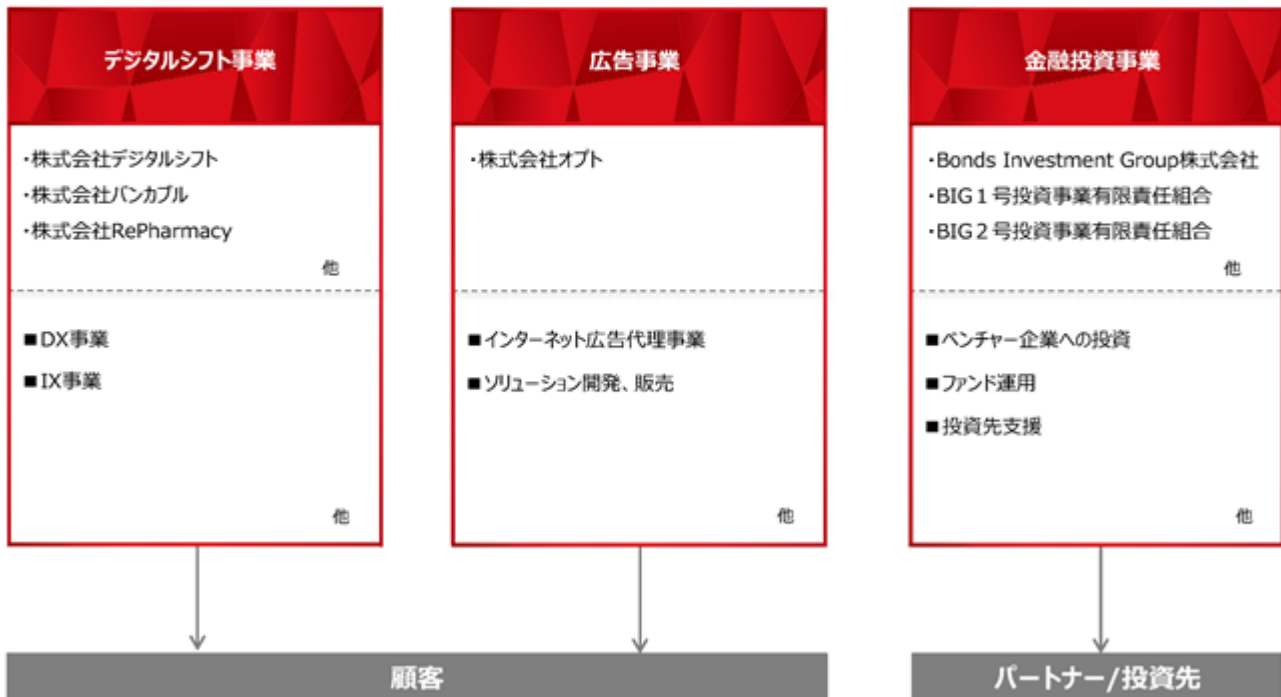 デジタルシフト事業
・株式会社デジタルシフト
・株式会社バンカブル
・株式会社RePharmacy
他
■DX事業
■IX事業
他
広告事業
・株式会社オプト
■インターネット広告代理事業
■ソリューション開発、販売
他
金融投資事業
・Bonds Investment Group株式会社
・BIG１号投資事業有限責任組合
・BIG２号投資事業有限責任組合
他
■ベンチャー企業への投資
■ファンド運用
■投資先支援
他
顧客
パートナー/投資先